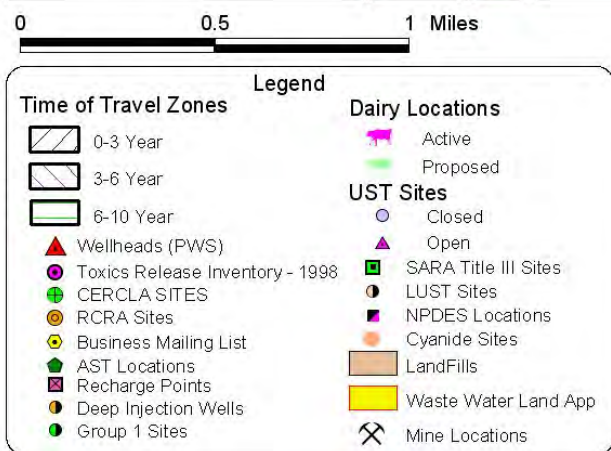 0 0.5 1 Miles
Legend
Time of Travel Zones
0-3 Year
3-6 Year
6-10 Year
Wellheads (PWS)
Toxics Release Inventory - 1998
CERCLA SITES
RCRA Sites
Business Mailing List
AST Locations
Recharge Points
Deep Injection Wells
Group 1 Sites
Dairy Locations
Active
Proposed
UST Sites
Closed
Open
SARA Title III Sites
LUST Sites
NPDES Locations
Cyanide Sites
LandFills
Waste Water Land App
Mine Locations